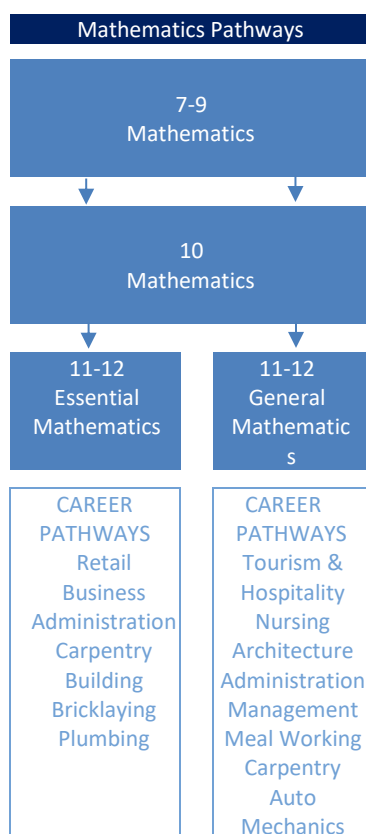 Mathematics Pathways
7-9
Mathematics
10
Mathematics
11-12
Essential
Mathematics
11-12
General
Mathematic
s
CAREER
PATHWAYS
Retail
Business
Administration
Carpentry
Building
Bricklaying
Plumbing
CAREER
PATHWAYS
Tourism &
Hospitality
Nursing
Architecture
Administration
Management
Meal Working
Carpentry
Auto
Mechanics